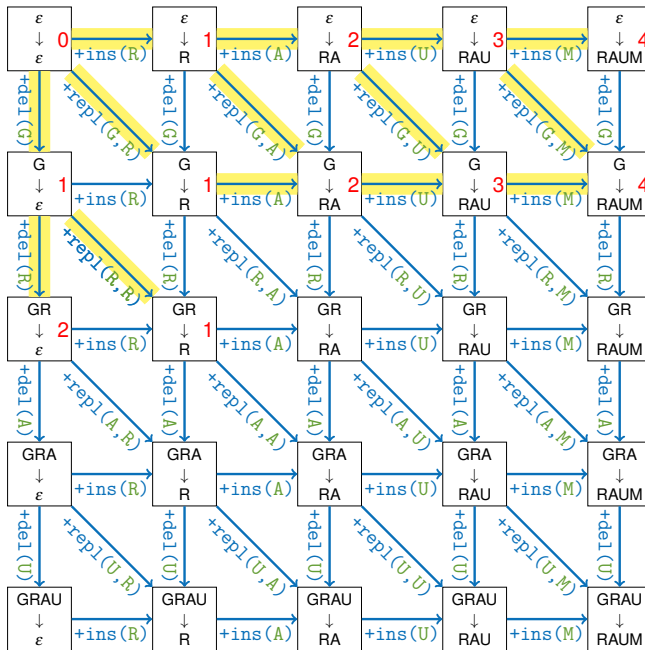 ε ↓ ε 0 +ins(R) ε ↓ R 1 +ins(A) ε ↓ RA 2 +ins(U) ε ↓ RAU 3 +ins(M) ε ↓ RAUM 4
+del(G) +repl(G,R) +del(G) +repl(G,A) +del(G) +repl(G,U) +del(G) +repl(G,M) +del(G)
G ↓ ε 1 +ins(R) G ↓ R 1 +ins(A) G ↓ RA 2 +ins(U) G ↓ RAU 3 +ins(M) G ↓ RAUM 4
+del(R) +repl(R,R) +del(R) +repl(R,A) +del(R) +repl(R,U) +del(R) +repl(R,M) +del(R)
GR ↓ ε 2 +ins(R) GR ↓ R 1 +ins(A) GR ↓ RA +ins(U) GR ↓ RAU +ins(M) GR ↓ RAUM
+del(A) +repl(A,R) +del(A) +repl(A,A) +del(A) +repl(A,U) +del(A) +repl(A,M) +del(A)
GRA ↓ ε +ins(R) GRA ↓ R +ins(A) GRA ↓ RA +ins(U) GRA ↓ RAU +ins(M) GRA ↓ RAUM
+del(U) +repl(U,R) +del(U) +repl(U,A) +del(U) +repl(U,U) +del(U) +repl(U,M) +del(U)
GRAU ↓ ε +ins(R) GRAU ↓ R +ins(A) GRAU ↓ RA +ins(U) GRAU ↓ RAU +ins(M) GRAU ↓ RAUM